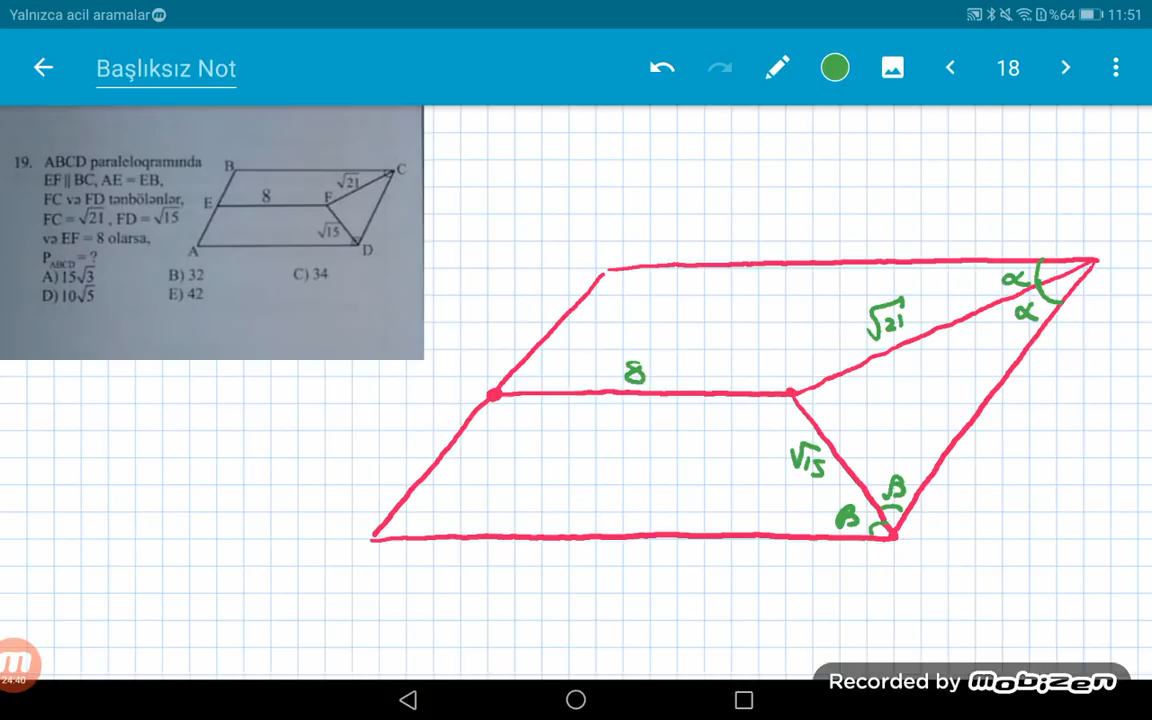 Yalnızca acil aramalar
%64 11:51
Başlıksız Not
18
19. ABCD paraleloqramında
EF || BC, AE = EB,
FC və FD tənbölənlər,
FC = √21, FD = √15
və EF = 8 olarsa,
P_ABCD = ?
A) 15√3 B) 32 C) 34
D) 10√5 E) 42
B
C
√21
8
F
E
√15
A
D
α
α
√21
8
√15
β
β
24:40
Recorded by mobizen